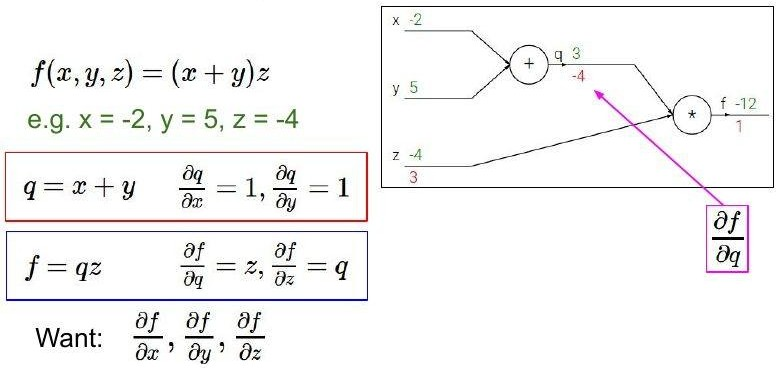 f(x, y, z) = (x + y)z
e.g. x = -2, y = 5, z = -4
q = x + y ∂q/∂x = 1, ∂q/∂y = 1
f = qz ∂f/∂q = z, ∂f/∂z = q
Want: ∂f/∂x, ∂f/∂y, ∂f/∂z
x -2
y 5
z -4
3
+
q 3
-4
*
f -12
1
∂f/∂q